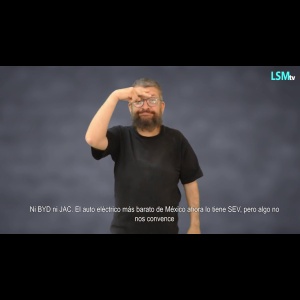 LSMtv
Ni BYD ni JAC. El auto eléctrico más barato de México ahora lo tiene SEV, pero algo no
nos convence